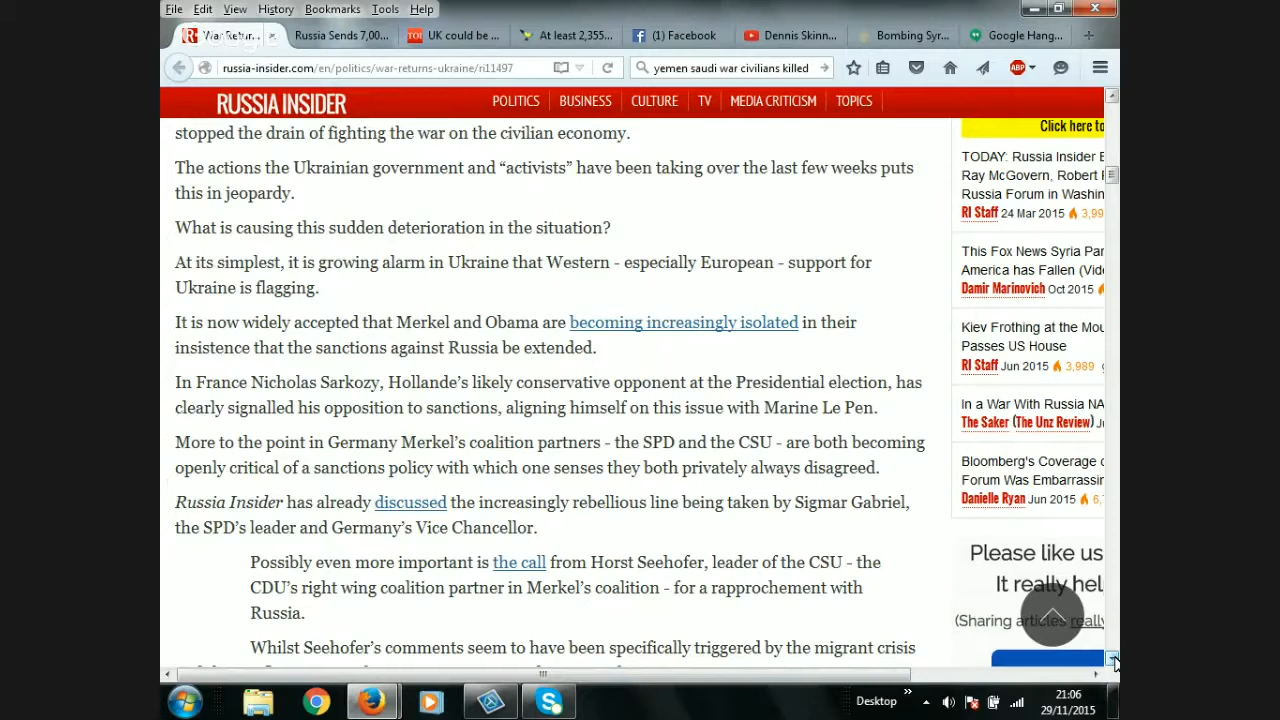 File Edit View History Bookmarks Tools Help
War Retur... Russia Sends 7,00... UK could be ... At least 2,355... (1) Facebook Dennis Skinn... Bombing Syr... Google Hang...
russia-insider.com/en/politics/war-returns-ukraine/ri11497 yemen saudi war civilians killed ABP
RUSSIA INSIDER POLITICS BUSINESS CULTURE TV MEDIA CRITICISM TOPICS
stopped the drain of fighting the war on the civilian economy.
The actions the Ukrainian government and “activists” have been taking over the last few weeks puts
this in jeopardy.
What is causing this sudden deterioration in the situation?
At its simplest, it is growing alarm in Ukraine that Western - especially European - support for
Ukraine is flagging.
It is now widely accepted that Merkel and Obama are becoming increasingly isolated in their
insistence that the sanctions against Russia be extended.
In France Nicholas Sarkozy, Hollande’s likely conservative opponent at the Presidential election, has
clearly signalled his opposition to sanctions, aligning himself on this issue with Marine Le Pen.
More to the point in Germany Merkel’s coalition partners - the SPD and the CSU - are both becoming
openly critical of a sanctions policy with which one senses they both privately always disagreed.
Russia Insider has already discussed the increasingly rebellious line being taken by Sigmar Gabriel,
the SPD’s leader and Germany’s Vice Chancellor.
Possibly even more important is the call from Horst Seehofer, leader of the CSU - the
CDU’s right wing coalition partner in Merkel’s coalition - for a rapprochement with
Russia.
Whilst Seehofer’s comments seem to have been specifically triggered by the migrant crisis
Click here to
TODAY: Russia Insider E
Ray McGovern, Robert F
Russia Forum in Washin
RI Staff 24 Mar 2015 3,99
This Fox News Syria Par
America has Fallen (Vide
Damir Marinovich Oct 2015
Kiev Frothing at the Mou
Passes US House
RI Staff Jun 2015 3,989
In a War With Russia NA
The Saker (The Unz Review)
Bloomberg's Coverage o
Forum Was Embarrassin
Danielle Ryan Jun 2015 6,
Please like us
It really hel
(Sharing articles really
Desktop
21:06
29/11/2015